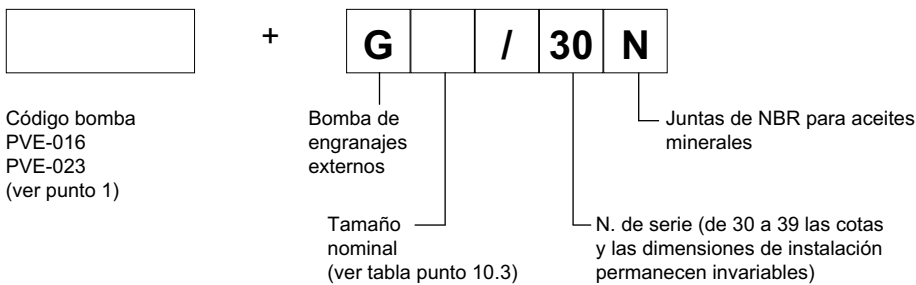 + G / 30 N
Código bomba
PVE-016
PVE-023
(ver punto 1)
Bomba de
engranajes
externos
Juntas de NBR para aceites
minerales
Tamaño
nominal
(ver tabla punto 10.3)
N. de serie (de 30 a 39 las cotas
y las dimensiones de instalación
permanecen invariables)